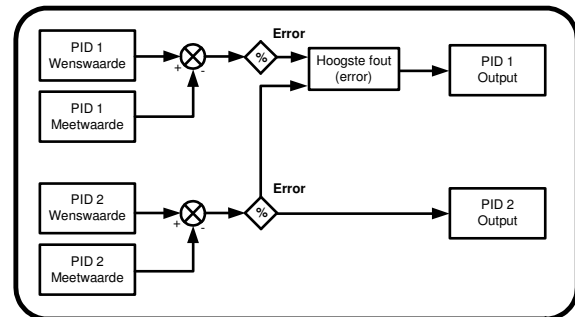 PID 1
Wenswaarde
+
-
%
Error
Hoogste fout
(error)
PID 1
Output
PID 1
Meetwaarde
PID 2
Wenswaarde
+
-
%
Error
PID 2
Output
PID 2
Meetwaarde